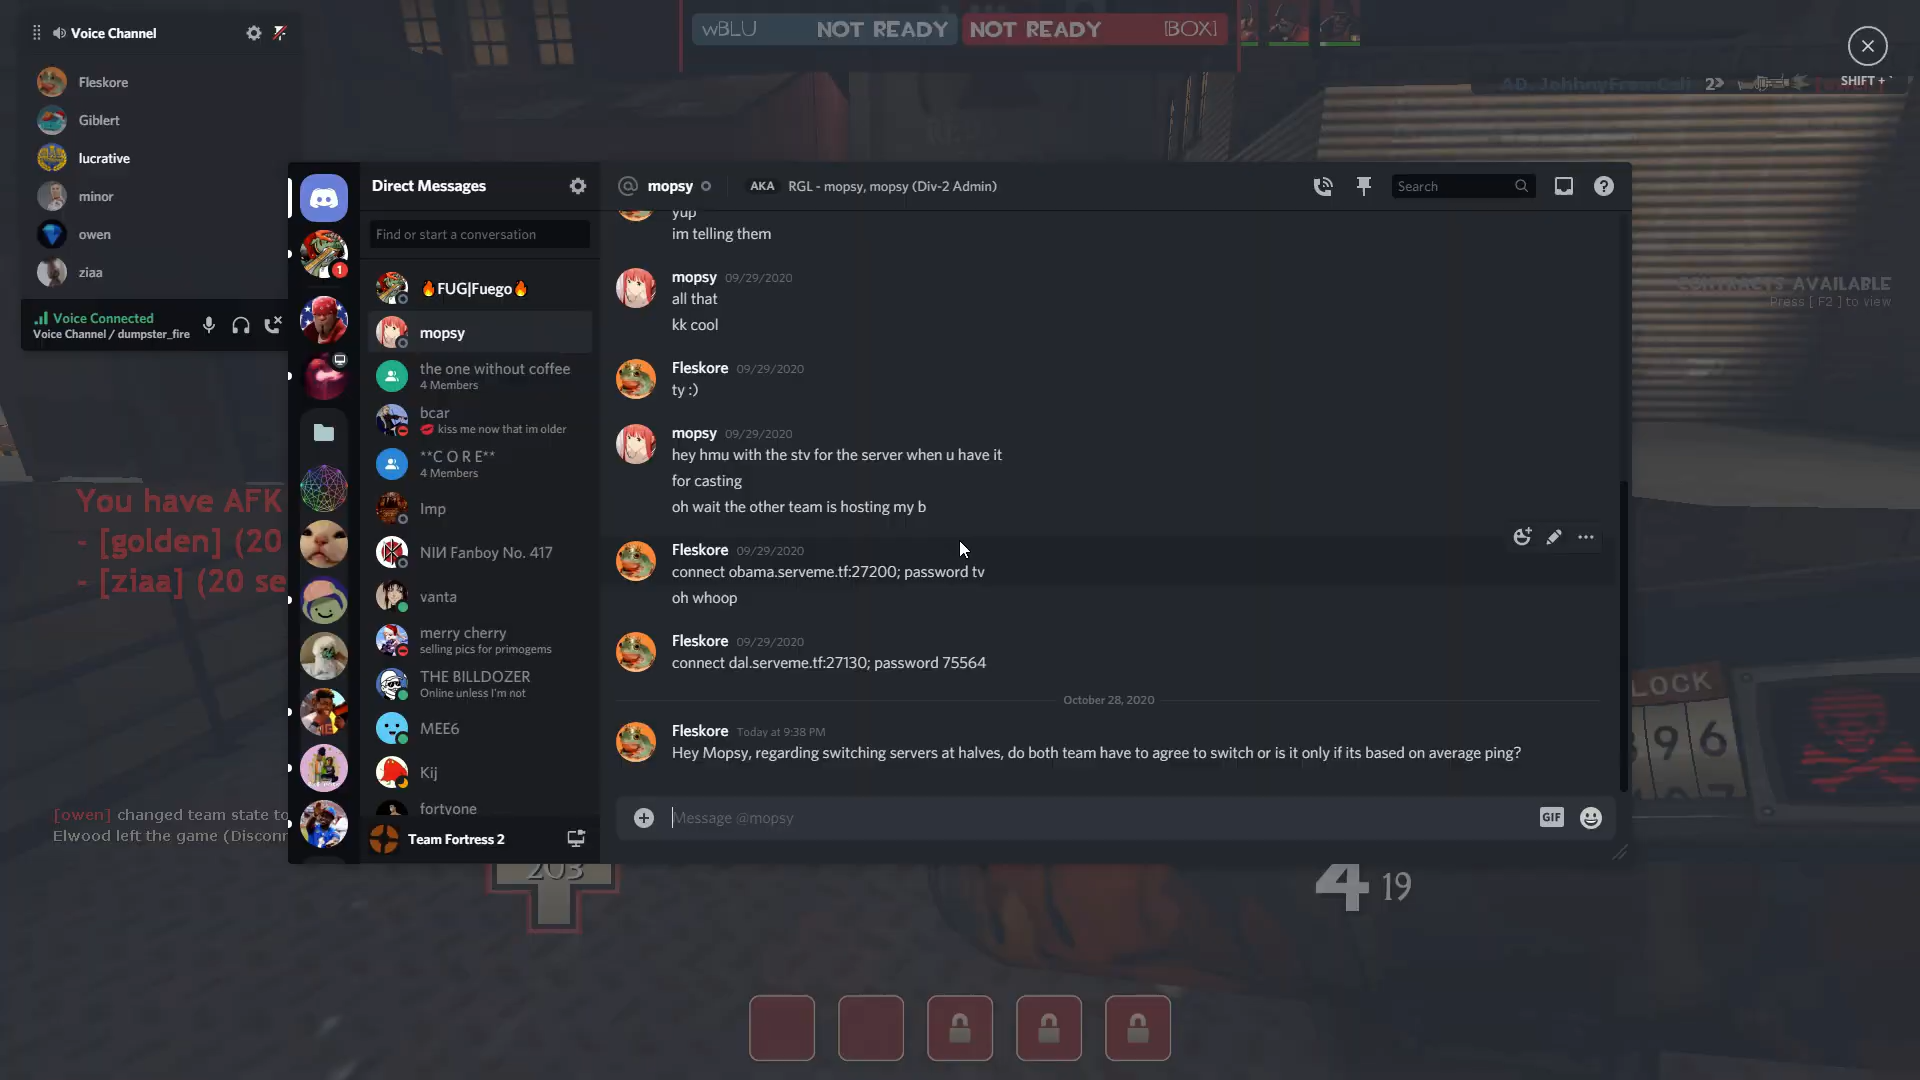 Voice Channel
Fleskore
Giblert
lucrative
minor
owen
ziaa
Voice Connected
Voice Channel / dumpster_fire
wBLU
NOT READY
NOT READY
[BOX]
AD. JohnnyFrom Cali
2>
SHIFT + `
CONTRACTS AVAILABLE
Press [ F2 ] to view
You have AFK
- [golden] (20
- [ziaa] (20 se
[owen] changed team state to
Elwood left the game (Disconn
Direct Messages
Find or start a conversation
1
🔥FUG|Fuego🔥
mopsy
the one without coffee
4 Members
bcar
💋 kiss me now that im older
**C O R E**
4 Members
Imp
NIИ Fanboy No. 417
vanta
merry cherry
selling pics for primogems
THE BILLDOZER
Online unless I'm not
MEE6
Kij
fortyone
Team Fortress 2
mopsy
AKA
RGL - mopsy, mopsy (Div-2 Admin)
Search
yup
im telling them
mopsy 09/29/2020
all that
kk cool
Fleskore 09/29/2020
ty :)
mopsy 09/29/2020
hey hmu with the stv for the server when u have it
for casting
oh wait the other team is hosting my b
Fleskore 09/29/2020
connect obama.serveme.tf:27200; password tv
oh whoop
Fleskore 09/29/2020
connect dal.serveme.tf:27130; password 75564
October 28, 2020
Fleskore Today at 9:38 PM
Hey Mopsy, regarding switching servers at halves, do both team have to agree to switch or is it only if its based on average ping?
Message @mopsy
GIF
LOCK
396
203
4
19